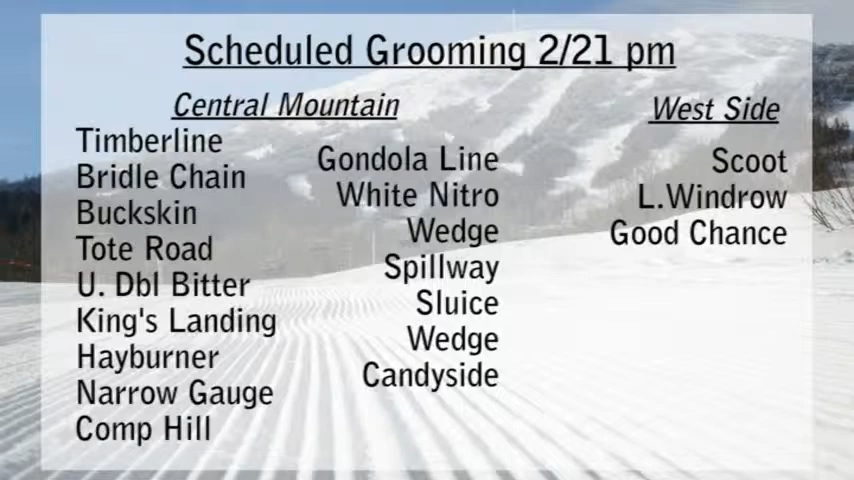 Scheduled Grooming 2/21 pm
Central Mountain
Timberline
Bridle Chain
Buckskin
Tote Road
U. Dbl Bitter
King's Landing
Hayburner
Narrow Gauge
Comp Hill
Gondola Line
White Nitro
Wedge
Spillway
Sluice
Wedge
Candyside
West Side
Scoot
L.Windrow
Good Chance